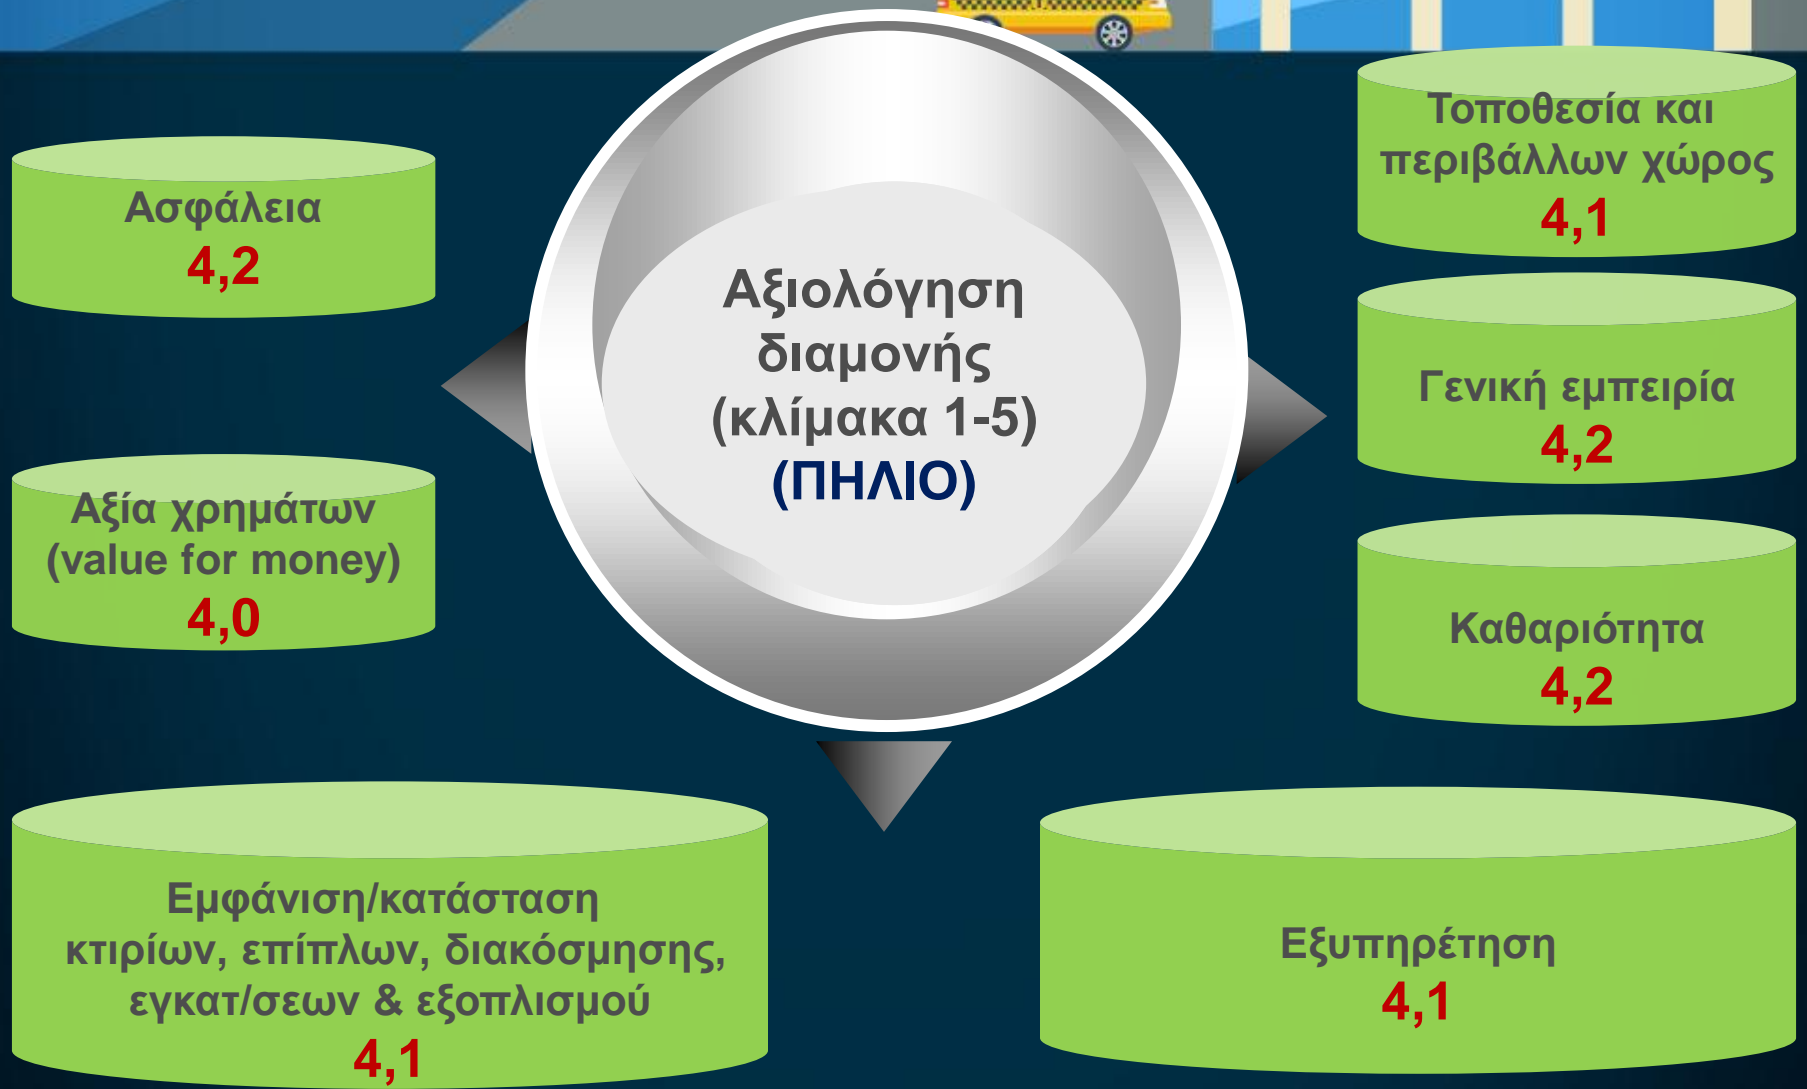 Αξιολόγηση
διαμονής
(κλίμακα 1-5)
(ΠΗΛΙΟ)
Ασφάλεια
4,2
Αξία χρημάτων
(value for money)
4,0
Εμφάνιση/κατάσταση
κτιρίων, επίπλων, διακόσμησης,
εγκατ/σεων & εξοπλισμού
4,1
Τοποθεσία και
περιβάλλων χώρος
4,1
Γενική εμπειρία
4,2
Καθαριότητα
4,2
Εξυπηρέτηση
4,1